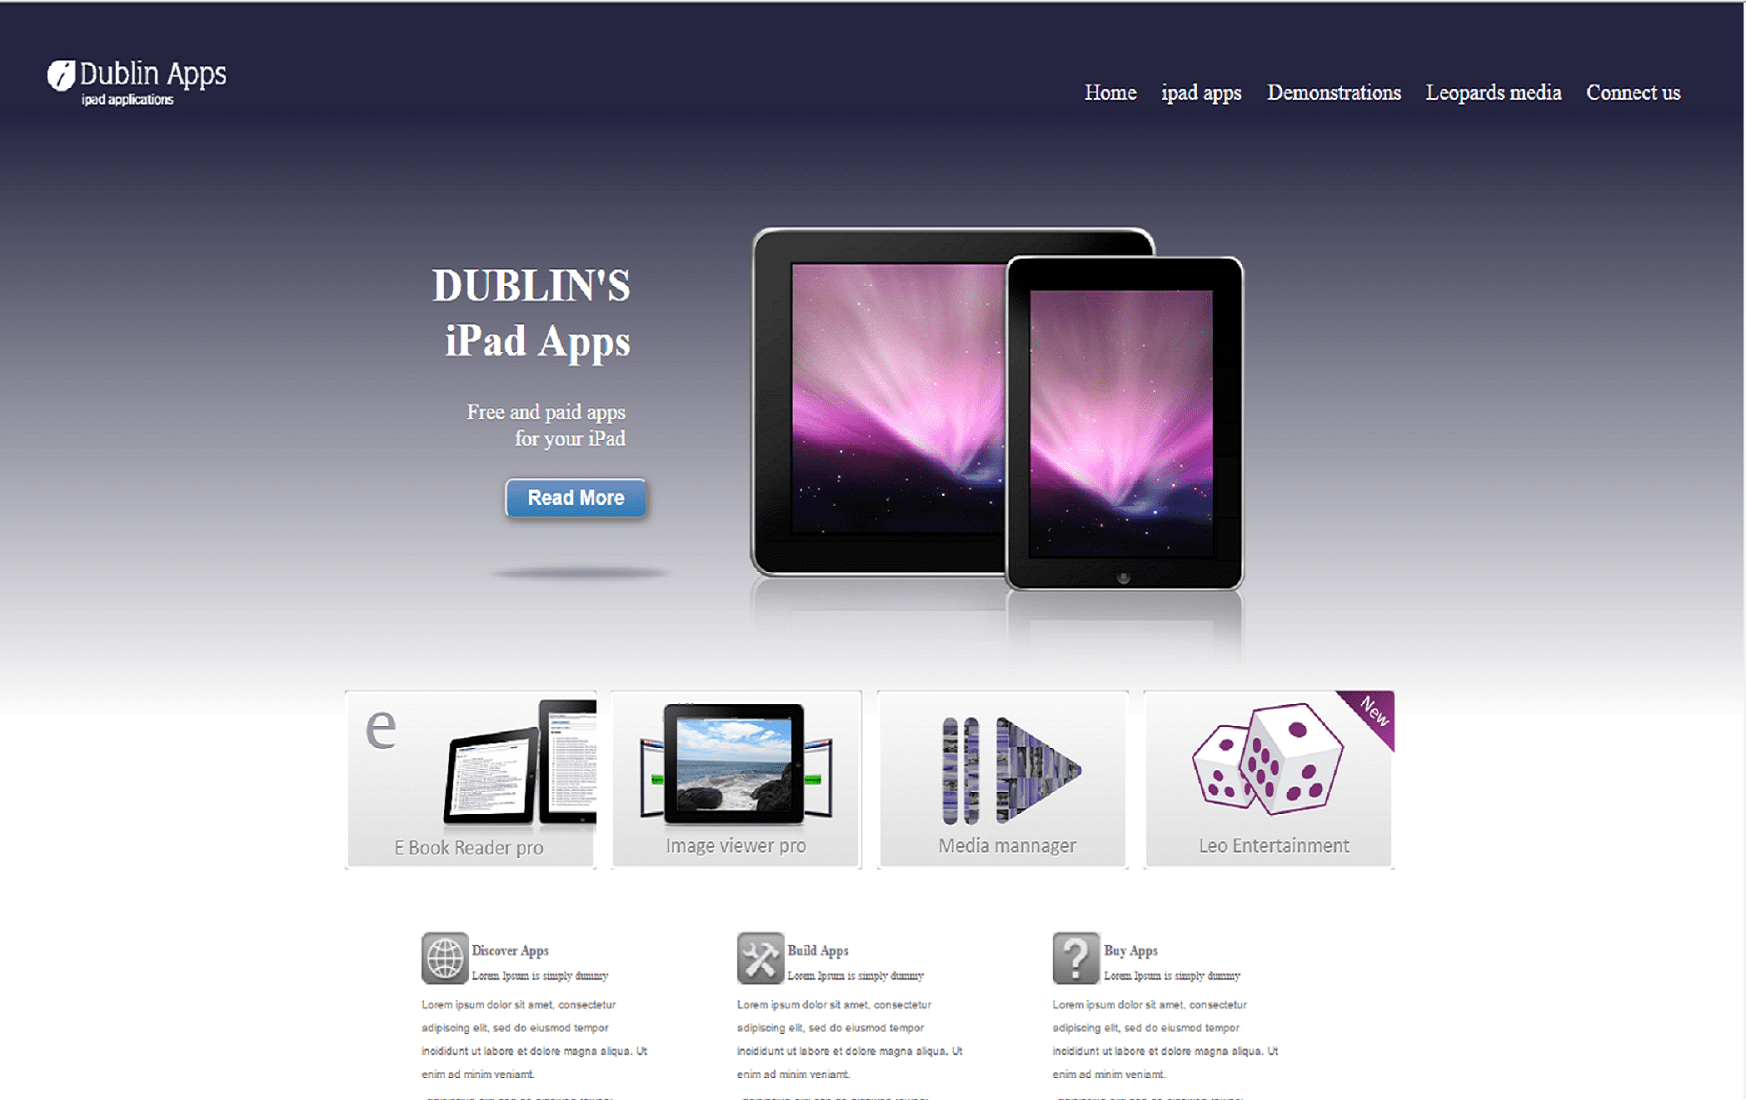 Dublin Apps
ipad applications
Home ipad apps Demonstrations Leopards media Connect us
DUBLIN'S
iPad Apps
Free and paid apps
for your iPad
Read More
e
E Book Reader pro
Image viewer pro
Media mannager
New
Leo Entertainment
Discover Apps
Lorem Ipsum is simply dummy
Lorem ipsum dolor sit amet, consectetur
adipiscing elit, sed do eiusmod tempor
incididunt ut labore et dolore magna aliqua. Ut
enim ad minim veniamt.
Build Apps
Lorem Ipsum is simply dummy
Lorem ipsum dolor sit amet, consectetur
adipiscing elit, sed do eiusmod tempor
incididunt ut labore et dolore magna aliqua. Ut
enim ad minim veniamt.
Buy Apps
Lorem Ipsum is simply dummy
Lorem ipsum dolor sit amet, consectetur
adipiscing elit, sed do eiusmod tempor
incididunt ut labore et dolore magna aliqua. Ut
enim ad minim veniamt.